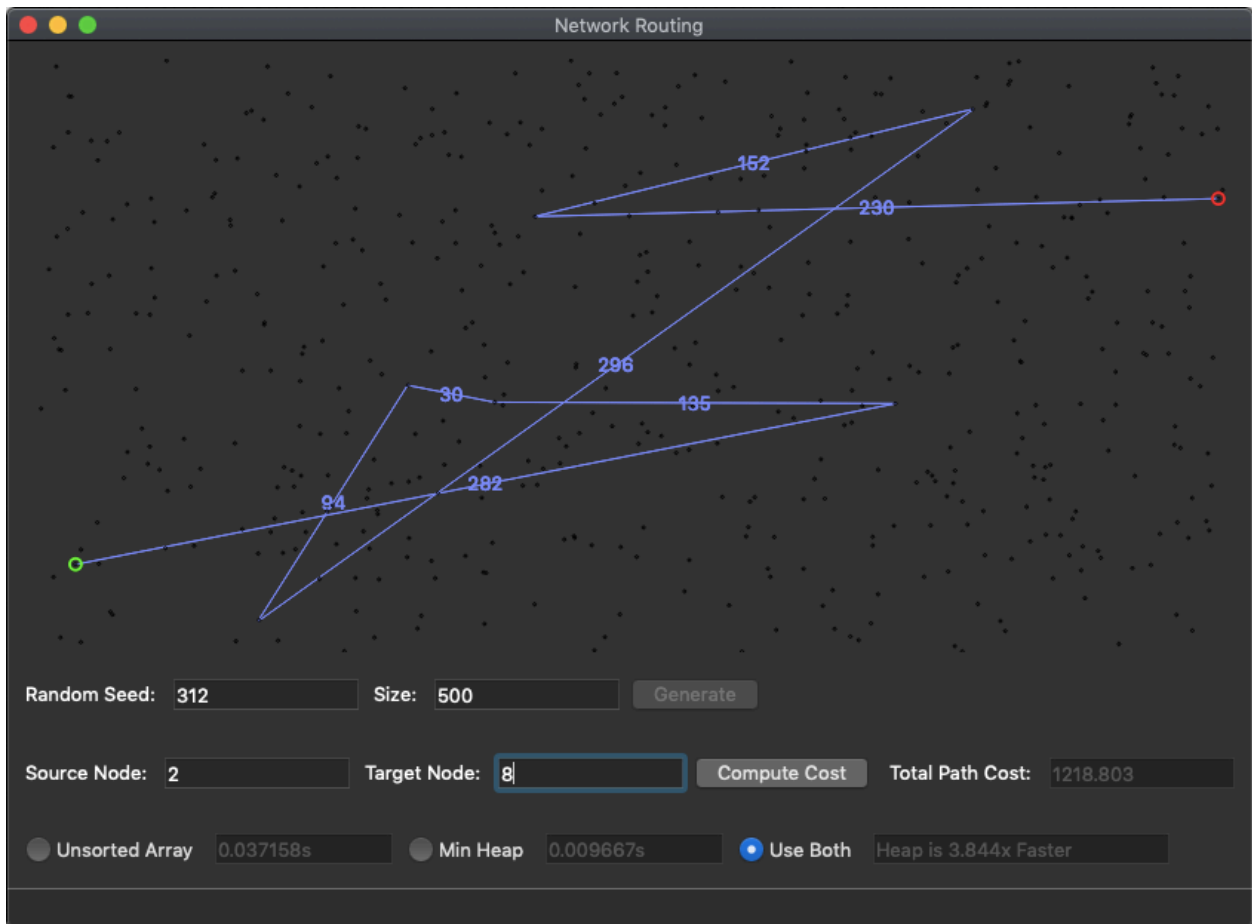 Network Routing
152
230
296
30
135
282
94
Random Seed: 312 Size: 500 Generate
Source Node: 2 Target Node: 8 Compute Cost Total Path Cost: 1218.803
Unsorted Array 0.037158s Min Heap 0.009667s Use Both Heap is 3.844x Faster